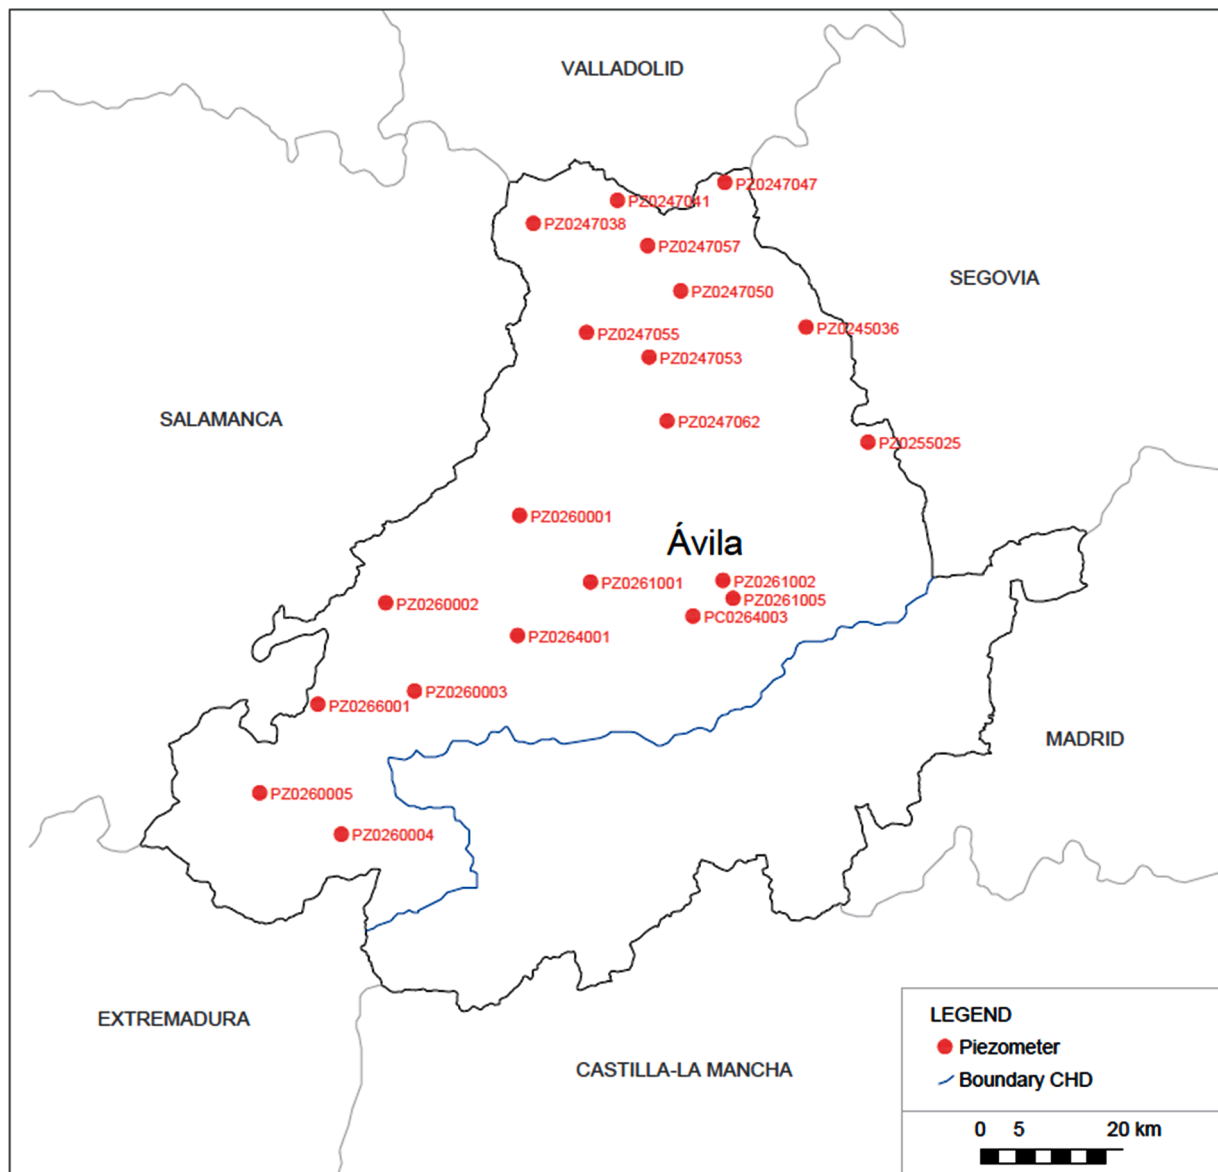 VALLADOLID
PZ0247047
PZ0247041
PZ0247038
PZ0247057
SEGOVIA
PZ0247050
PZ0245036
PZ0247055
PZ0247053
SALAMANCA
PZ0247062
PZ0255025
PZ0260001
Ávila
PZ0261001
PZ0261002
PZ0261005
PZ0260002
PC0264003
PZ0264001
PZ0260003
PZ0266001
MADRID
PZ0260005
PZ0260004
EXTREMADURA
CASTILLA-LA MANCHA
LEGEND
Piezometer
Boundary CHD
0 5 20 km